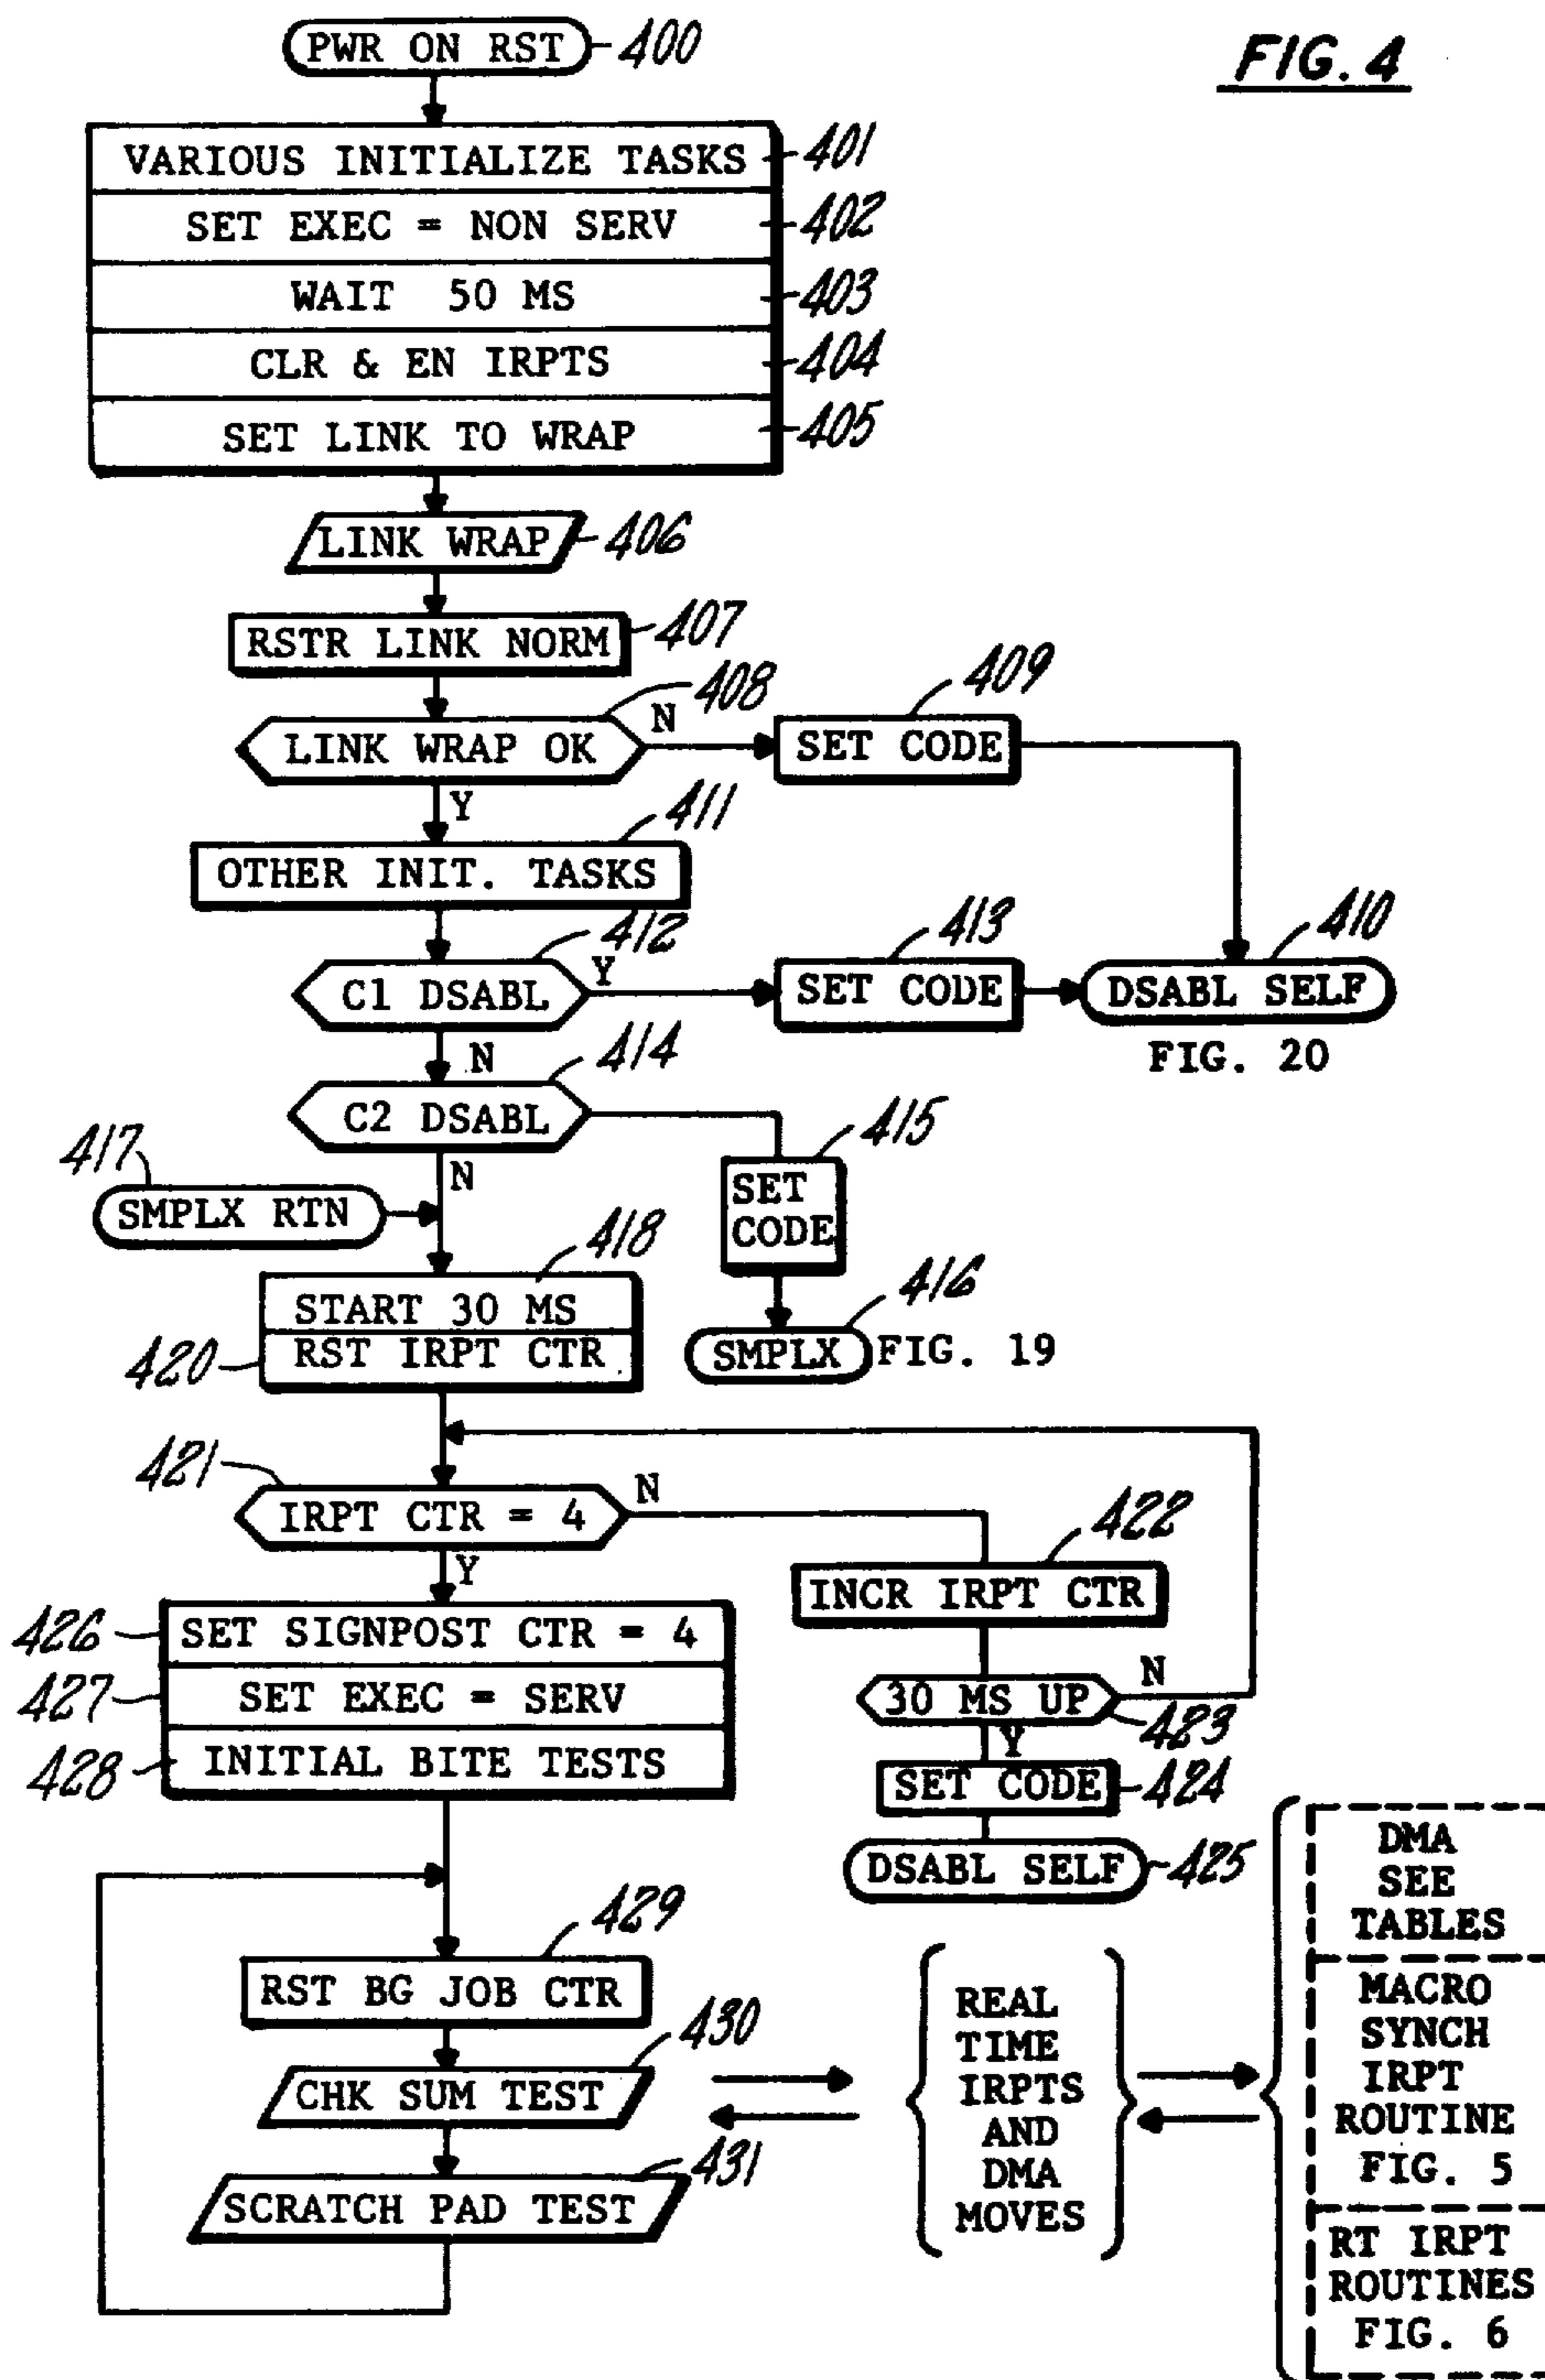 FIG. 4
PWR ON RST 400
VARIOUS INITIALIZE TASKS 401
SET EXEC = NON SERV 402
WAIT 50 MS 403
CLR & EN IRPTS 404
SET LINK TO WRAP 405
LINK WRAP 406
RSTR LINK NORM 407
408
LINK WRAP OK
N
Y
409
SET CODE
411
OTHER INIT. TASKS
412
C1 DSABL
Y
N
413
SET CODE
410
DSABL SELF
FIG. 20
414
C2 DSABL
N
415
SET
CODE
416
SMPLX
FIG. 19
417
SMPLX RTN
418
START 30 MS
420 RST IRPT CTR
421
IRPT CTR = 4
N
Y
422
INCR IRPT CTR
30 MS UP
N
423
Y
SET CODE 424
DSABL SELF 425
426 SET SIGNPOST CTR = 4
427 SET EXEC = SERV
428 INITIAL BITE TESTS
429
RST BG JOB CTR
430
CHK SUM TEST
431
SCRATCH PAD TEST
REAL
TIME
IRPTS
AND
DMA
MOVES
DMA
SEE
TABLES
MACRO
SYNCH
IRPT
ROUTINE
FIG. 5
RT IRPT
ROUTINES
FIG. 6